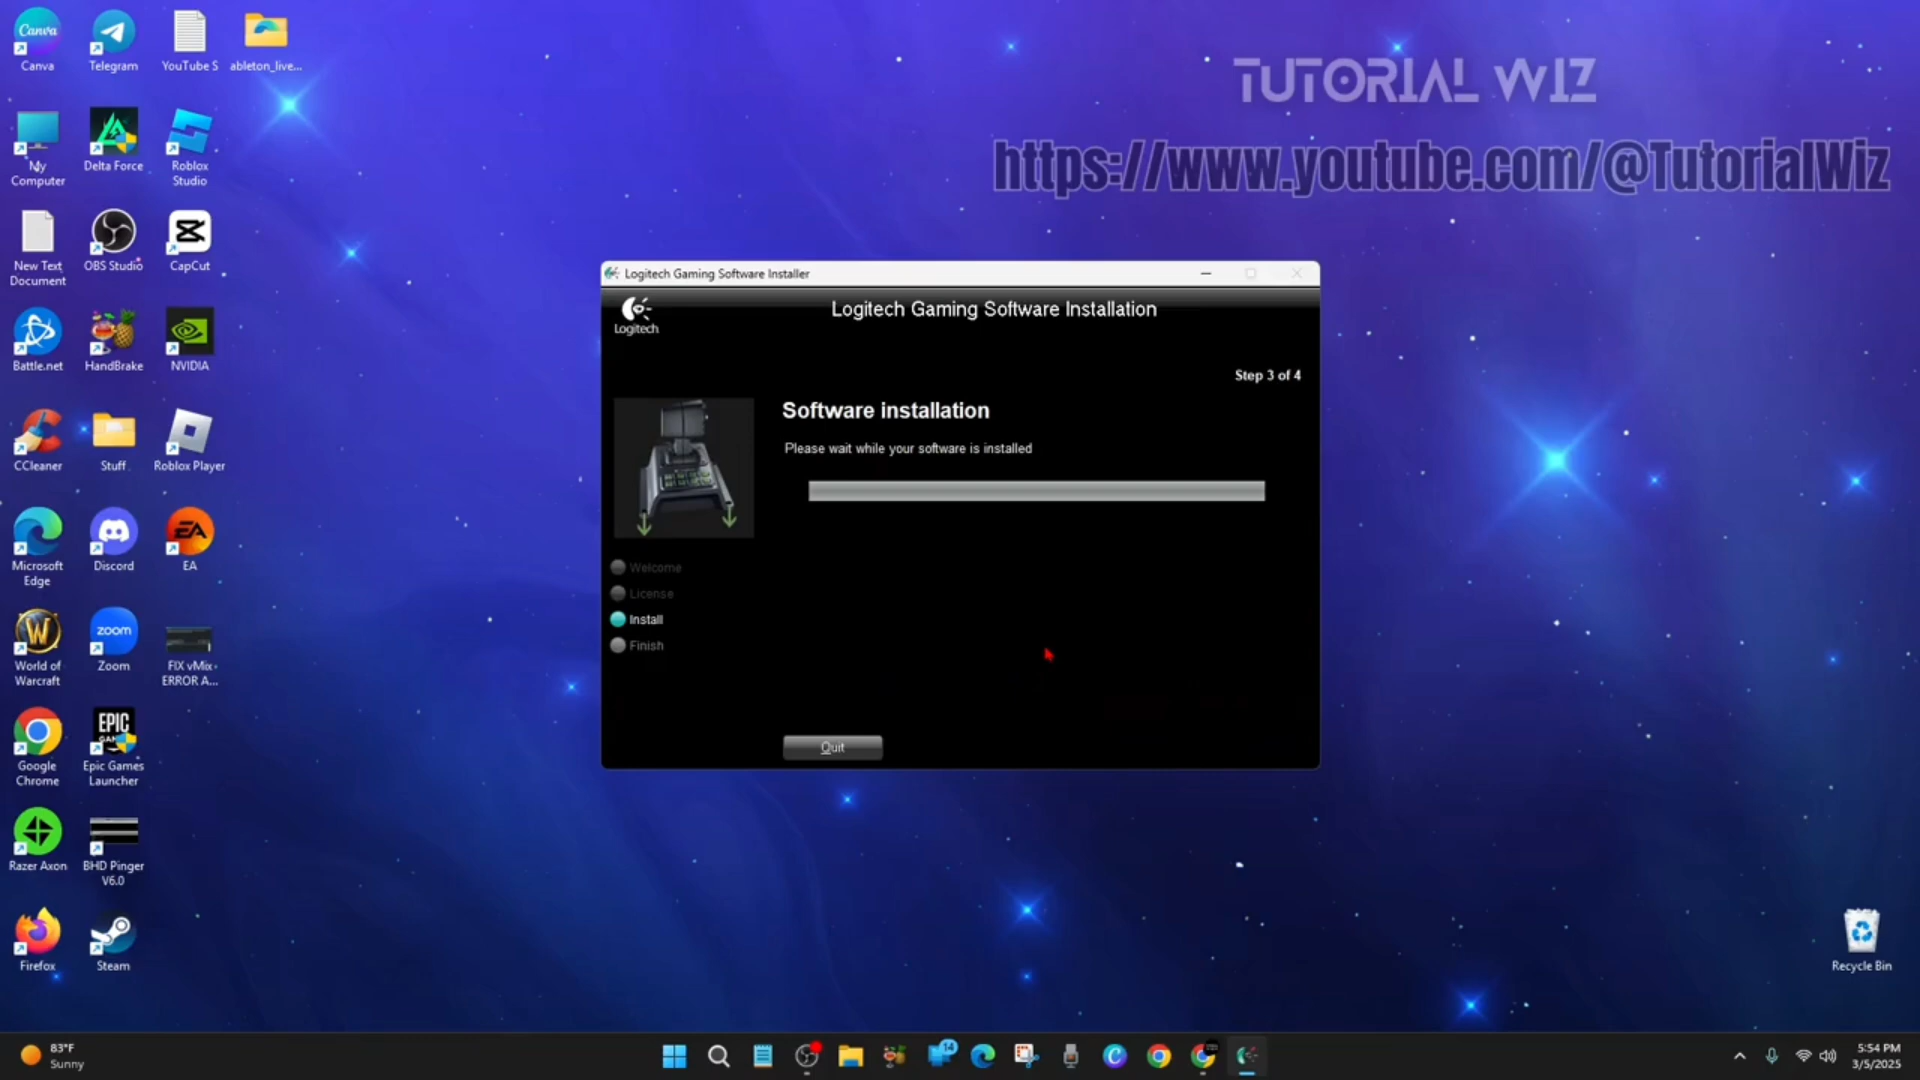 Canva
Telegram
YouTube S
ableton_live...
TUTORIAL WIZ
https://www.youtube.com/@TutorialWiz
My
Computer
Delta Force
Roblox
Studio
New Text
Document
OBS Studio
CapCut
Logitech Gaming Software Installer
Logitech
Logitech Gaming Software Installation
Battle.net
HandBrake
NVIDIA
Step 3 of 4
Software installation
Please wait while your software is installed
CCleaner
Stuff
Roblox Player
Microsoft
Edge
Discord
EA
Welcome
License
Install
Finish
World of
Warcraft
zoom
Zoom
FIX vMix -
ERROR A...
Quit
Google
Chrome
EPIC
GAMES
Epic Games
Launcher
Razer Axon
BHD Pinger
V6.0
Firefox
Steam
Recycle Bin
83°F
Sunny
14
5:54 PM
3/5/2025